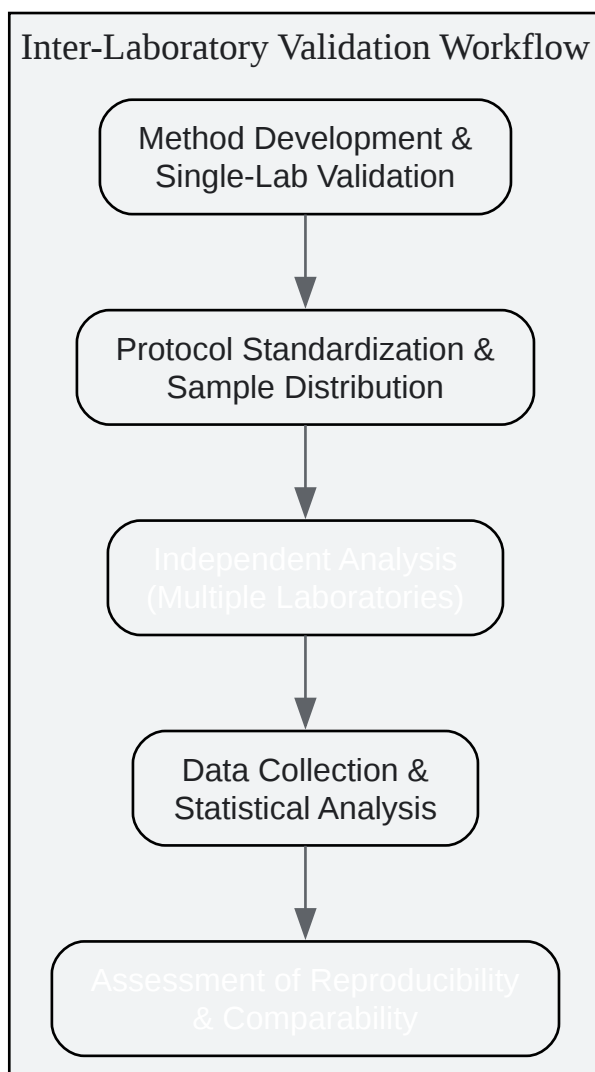 Inter-Laboratory Validation Workflow
Method Development &
Single-Lab Validation
Protocol Standardization &
Sample Distribution
Independent Analysis
(Multiple Laboratories)
Data Collection &
Statistical Analysis
Assessment of Reproducibility
& Comparability